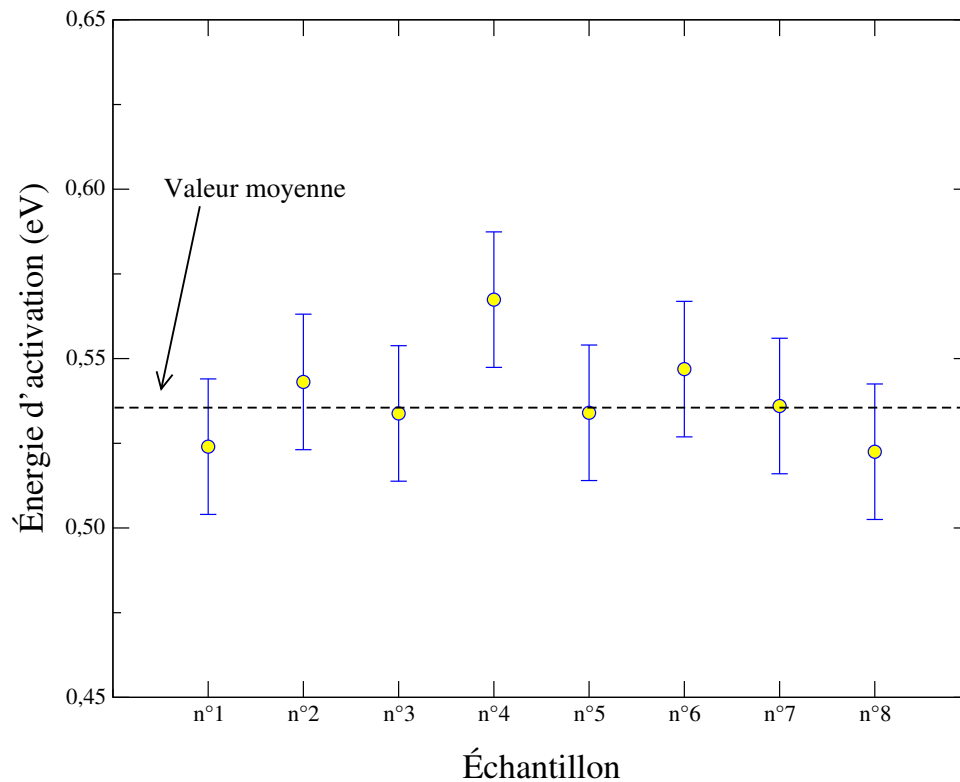 0,65
0,60
Valeur moyenne
0,55
0,50
0,45
Énergie d'activation (eV)
n°1 n°2 n°3 n°4 n°5 n°6 n°7 n°8
Échantillon